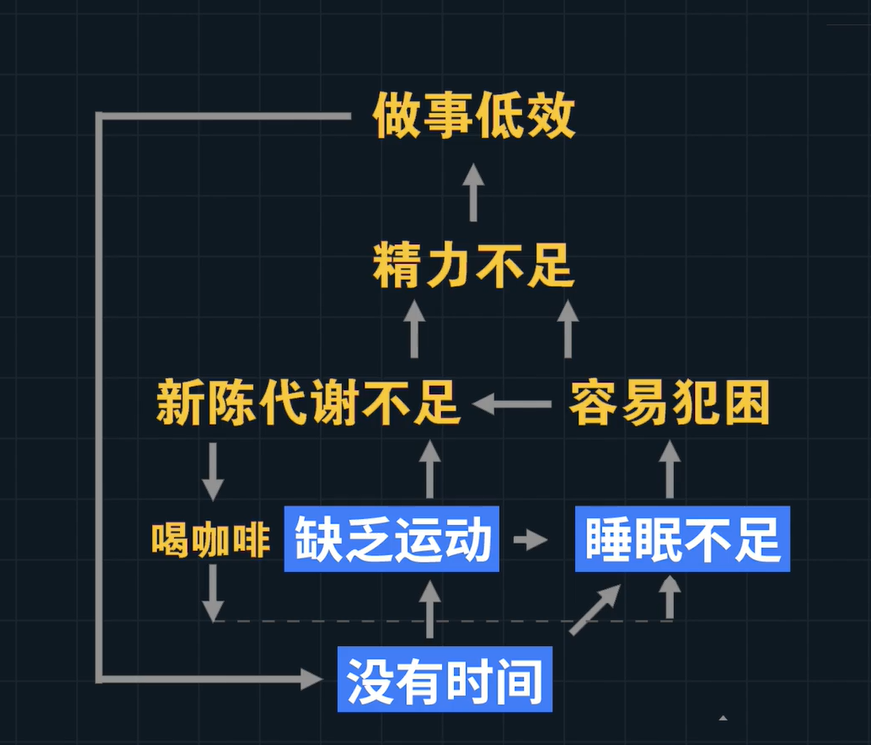 做事低效
精力不足
新陈代谢不足
容易犯困
喝咖啡
缺乏运动
睡眠不足
没有时间